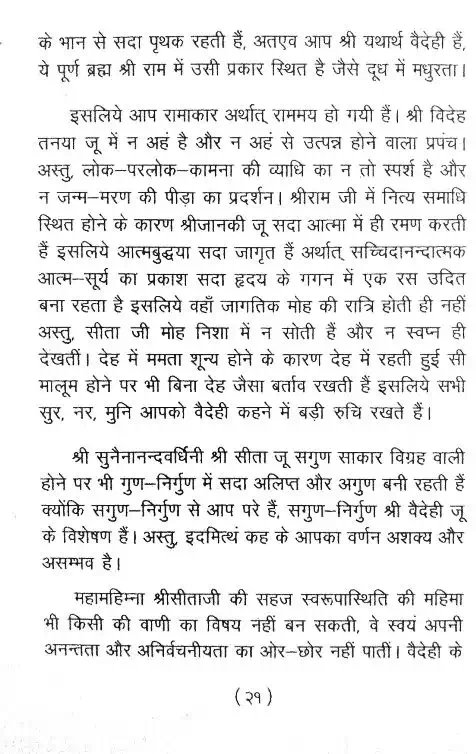 के भान से सदा पृथक रहती हैं, अतएव आप श्री यथार्थ वैदेही हैं,
ये पूर्ण ब्रह्म श्री राम में उसी प्रकार स्थित है जैसे दूध में मधुरता।
इसलिये आप रामाकार अर्थात् राममय हो गयी हैं। श्री विदेह
तनया जू में न अहं है और न अहं से उत्पन्न होने वाला प्रपंच।
अस्तु, लोक–परलोक–कामना की व्याधि का न तो स्पर्श है और
न जन्म–मरण की पीड़ा का प्रदर्शन। श्रीराम जी में नित्य समाधि
स्थित होने के कारण श्रीजानकी जू सदा आत्मा में ही रमण करती
हैं इसलिये आत्मबुद्धया सदा जागृत हैं अर्थात् सच्चिदानन्दात्मक
आत्म–सूर्य का प्रकाश सदा हृदय के गगन में एक रस उदित
बना रहता है इसलिये वहाँ जागतिक मोह की रात्रि होती ही नहीं
अस्तु, सीता जी मोह निशा में न सोती हैं और न स्वप्न ही
देखतीं। देह में ममता शून्य होने के कारण देह में रहती हुई सी
मालूम होने पर भी बिना देह जैसा बर्ताव रखती हैं इसलिये सभी
सुर, नर, मुनि आपको वैदेही कहने में बड़ी रुचि रखते हैं।
श्री सुनैनानन्दवर्धिनी श्री सीता जू सगुण साकार विग्रह वाली
होने पर भी गुण–निर्गुण में सदा अलिप्त और अगुण बनी रहती हैं
क्योंकि सगुण–निर्गुण से आप परे हैं, सगुण–निर्गुण श्री वैदेही जू
के विशेषण हैं। अस्तु, इदमित्थं कह के आपका वर्णन अशक्य और
असम्भव है।
महामहिम्ना श्रीसीताजी की सहज स्वरूपास्थिति की महिमा
भी किसी की वाणी का विषय नहीं बन सकती, वे स्वयं अपनी
अनन्तता और अनिर्वचनीयता का ओर–छोर नहीं पातीं। वैदेही के
(२१)